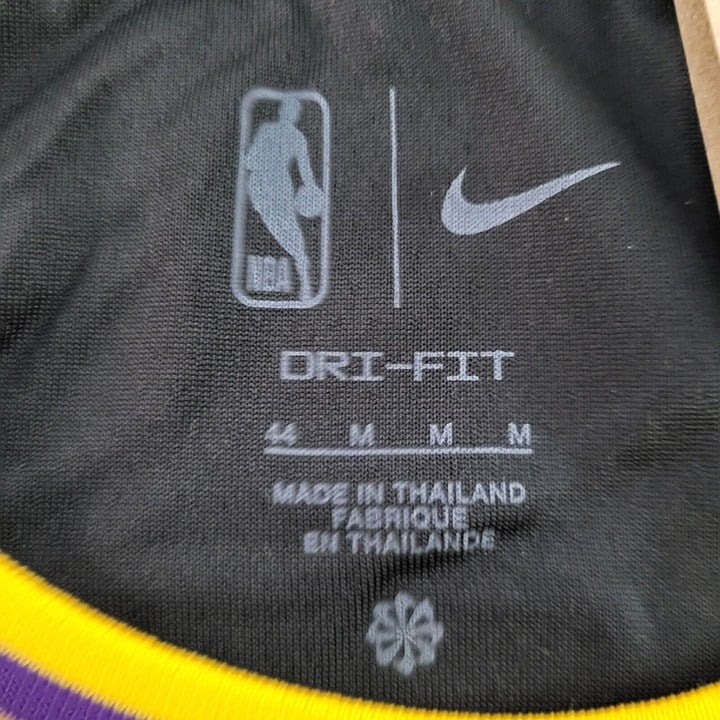 NBA
DRI-FIT
44 M M M
MADE IN THAILAND
FABRIQUE
EN THAILANDE